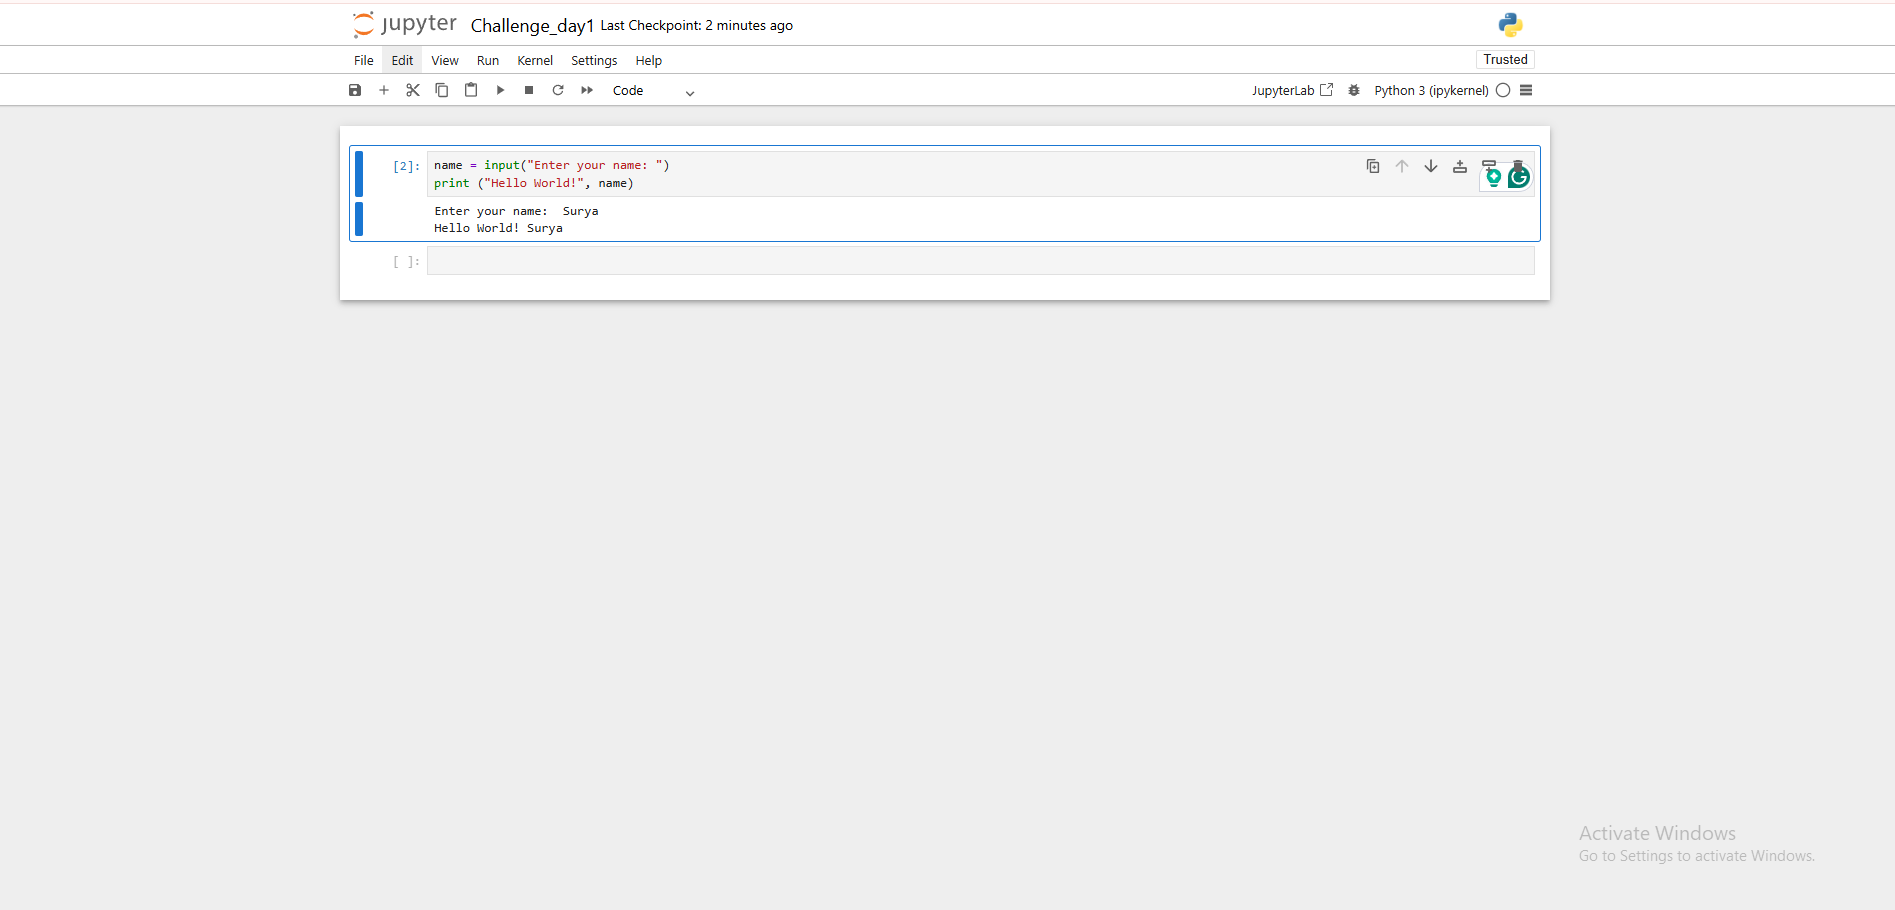 jupyter Challenge_day1 Last Checkpoint: 2 minutes ago
File Edit View Run Kernel Settings Help Trusted
Code JupyterLab Python 3 (ipykernel)
[2]: name = input("Enter your name: ")
print ("Hello World!", name)
Enter your name:  Surya
Hello World! Surya
[ ]:
Activate Windows
Go to Settings to activate Windows.